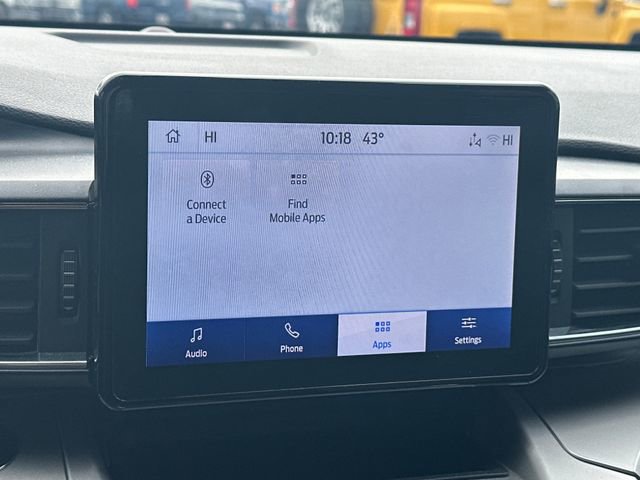 HI 10:18 43° HI
Connect
a Device
Find
Mobile Apps
Audio Phone Apps Settings